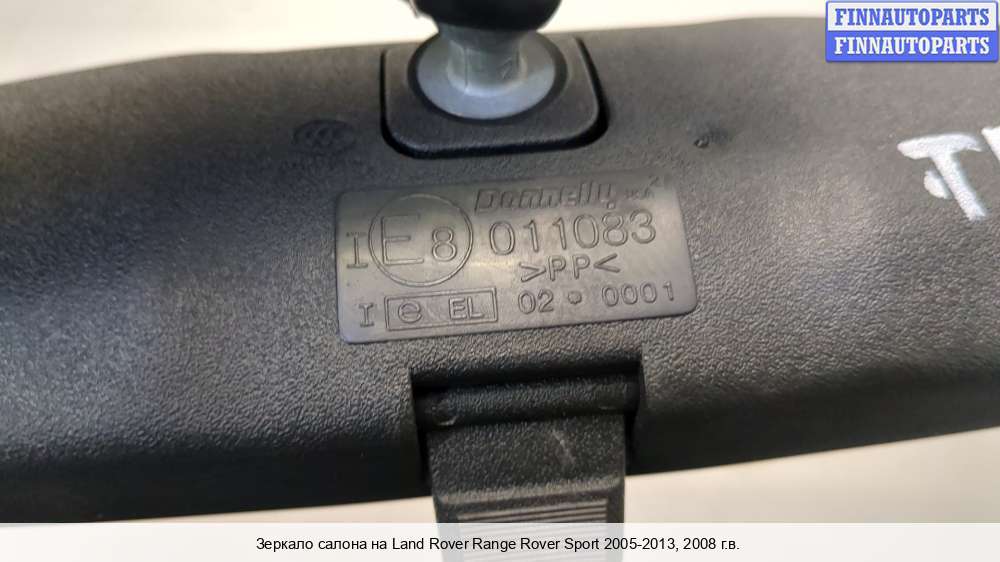 FINNAUTOPARTS
FINNAUTOPARTS
Donnelly
I E8 011083
>PP<
I e EL 02 0001
Зеркало салона на Land Rover Range Rover Sport 2005-2013, 2008 г.в.